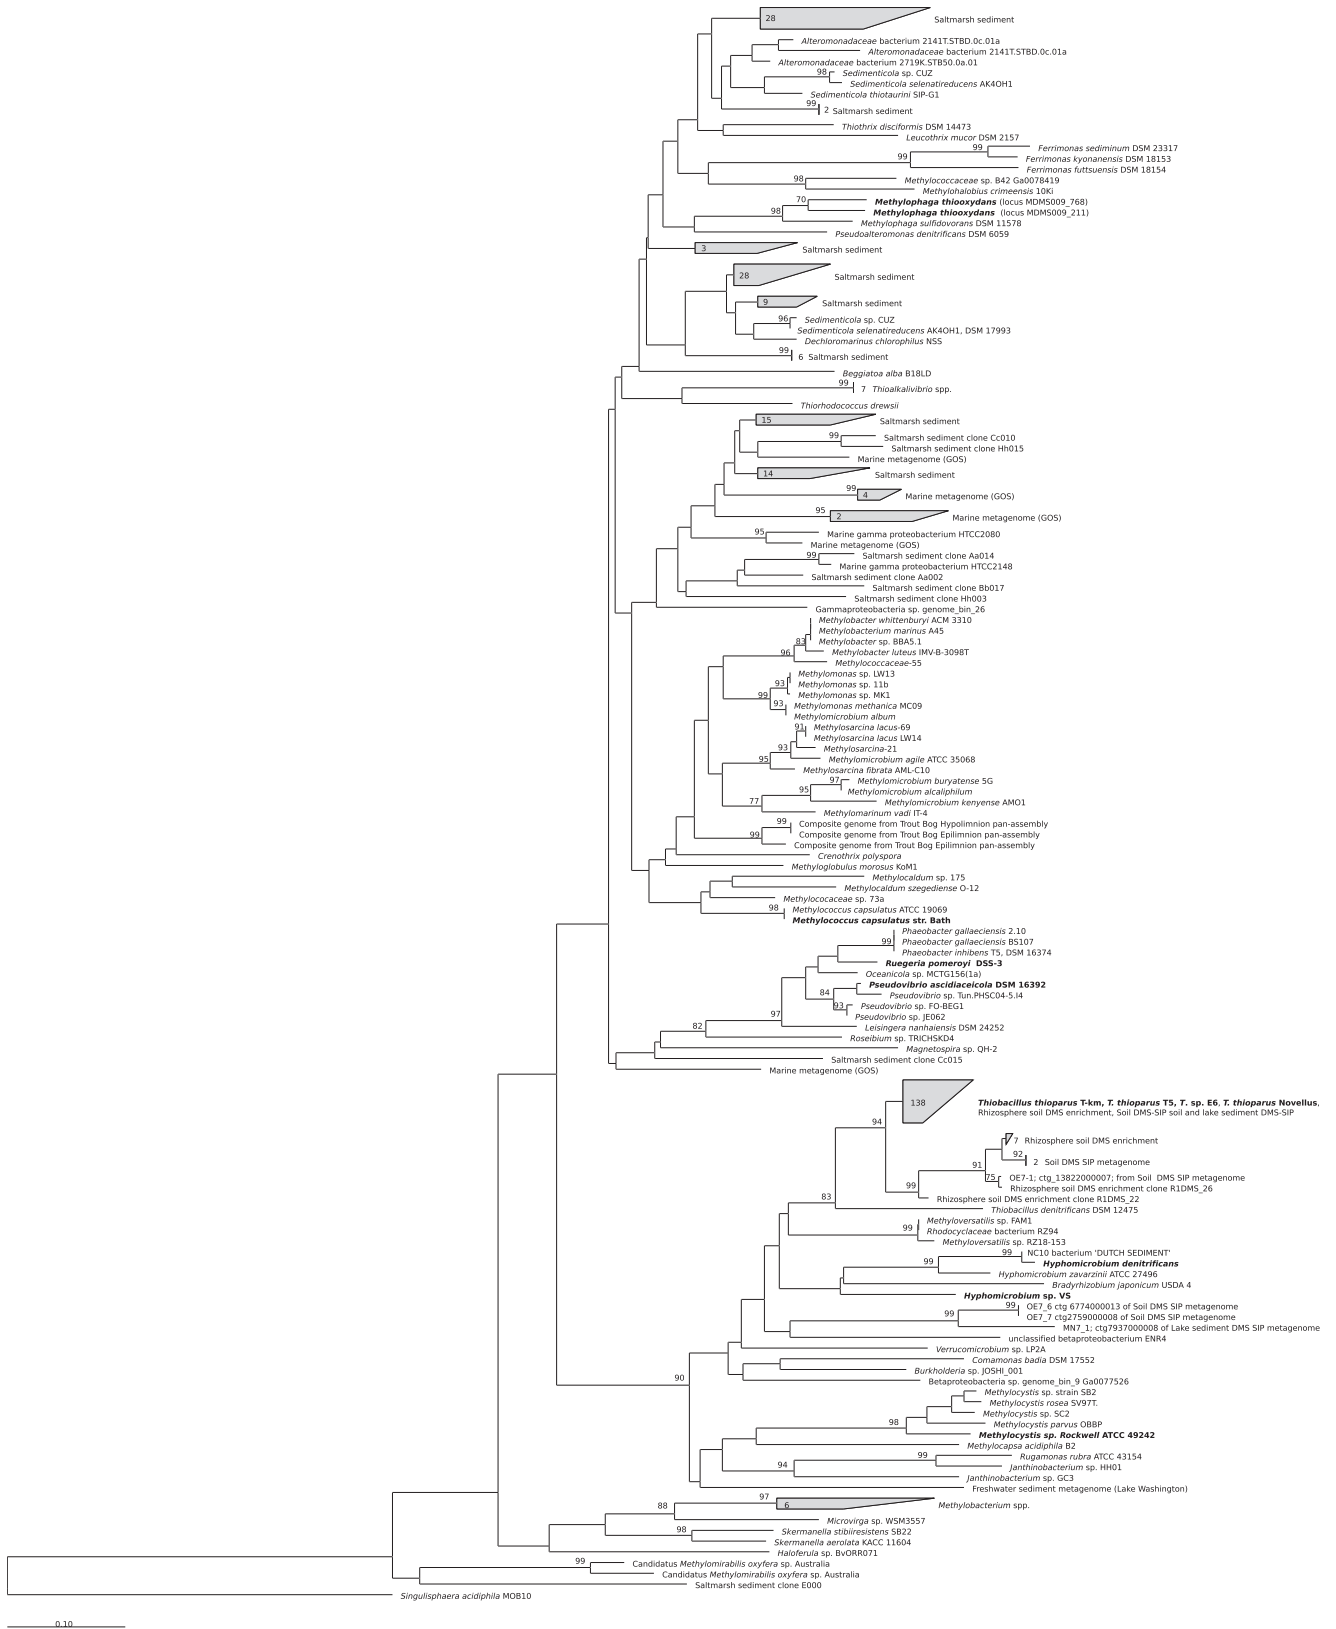 28 Saltmarsh sediment
Alteromonadaceae bacterium 2141T.STBD.0c.01a
Alteromonadaceae bacterium 2141T.STBD.0c.01a
Alteromonadaceae bacterium 2719K.STB50.0a.01
98 Sedimenticola sp. CUZ
Sedimenticola selenatireducens AK4OH1
Sedimenticola thiotaurini SIP-G1
99 2 Saltmarsh sediment
Thiothrix disciformis DSM 14473
Leucothrix mucor DSM 2157
99 Ferrimonas sediminum DSM 23317
99 Ferrimonas kyonanensis DSM 18153
Ferrimonas futtsuensis DSM 18154
98 Methylococcaceae sp. B42 Ga0078419
Methylohalobius crimeensis 10Ki
70 Methylophaga thiooxydans (locus MDMS009_768)
98 Methylophaga thiooxydans (locus MDMS009_211)
Methylophaga sulfidovorans DSM 11578
Pseudoalteromonas denitrificans DSM 6059
3 Saltmarsh sediment
28 Saltmarsh sediment
9 Saltmarsh sediment
96 Sedimenticola sp. CUZ
Sedimenticola selenatireducens AK4OH1, DSM 17993
Dechloromarinus chlorophilus NSS
99 6 Saltmarsh sediment
Beggiatoa alba B18LD
99 7 Thioalkalivibrio spp.
Thiorhodococcus drewsii
15 Saltmarsh sediment
99 Saltmarsh sediment clone Cc010
Saltmarsh sediment clone Hh015
Marine metagenome (GOS)
14 Saltmarsh sediment
99 4 Marine metagenome (GOS)
95 2 Marine metagenome (GOS)
95 Marine gamma proteobacterium HTCC2080
Marine metagenome (GOS)
99 Saltmarsh sediment clone Aa014
Marine gamma proteobacterium HTCC2148
Saltmarsh sediment clone Aa002
Saltmarsh sediment clone Bb017
Saltmarsh sediment clone Hh003
Gammaproteobacteria sp. genome_bin_26
Methylobacter whittenburyi ACM 3310
Methylobacterium marinus A45
83 Methylobacter sp. BBA5.1
96 Methylobacter luteus IMV-B-3098T
Methylococcaceae-55
Methylomonas sp. LW13
93 Methylomonas sp. 11b
99 Methylomonas sp. MK1
93 Methylomonas methanica MC09
Methylomicrobium album
91 Methylosarcina lacus-69
Methylosarcina lacus LW14
93 Methylosarcina-21
95 Methylomicrobium agile ATCC 35068
Methylosarcina fibrata AML-C10
97 Methylomicrobium buryatense 5G
95 Methylomicrobium alcaliphilum
77 Methylomicrobium kenyense AMO1
Methylomarinum vadi IT-4
99 Composite genome from Trout Bog Hypolimnion pan-assembly
99 Composite genome from Trout Bog Epilimnion pan-assembly
Composite genome from Trout Bog Epilimnion pan-assembly
Crenothrix polyspora
Methyloglobulus morosus KoM1
Methylocaldum sp. 175
Methylocaldum szegediense O-12
Methylococaceae sp. 73a
98 Methylococcus capsulatus ATCC 19069
Methylococcus capsulatus str. Bath
Phaeobacter gallaeciensis 2.10
99 Phaeobacter gallaeciensis BS107
Phaeobacter inhibens T5, DSM 16374
Ruegeria pomeroyi DSS-3
Oceanicola sp. MCTG156(1a)
Pseudovibrio ascidiaceicola DSM 16392
84 Pseudovibrio sp. Tun.PHSC04-5.I4
93 Pseudovibrio sp. FO-BEG1
97 Pseudovibrio sp. JE062
82 Leisingera nanhaiensis DSM 24252
Roseibium sp. TRICHSKD4
Magnetospira sp. QH-2
Saltmarsh sediment clone Cc015
Marine metagenome (GOS)
138 Thiobacillus thioparus T-km, T. thioparus T5, T. sp. E6, T. thioparus Novellus,
Rhizosphere soil DMS enrichment, Soil DMS-SIP soil and lake sediment DMS-SIP
94
7 Rhizosphere soil DMS enrichment
92 2 Soil DMS SIP metagenome
91
75 OE7-1; ctg_13822000007; from Soil DMS SIP metagenome
99 Rhizosphere soil DMS enrichment clone R1DMS_26
83 Rhizosphere soil DMS enrichment clone R1DMS_22
Thiobacillus denitrificans DSM 12475
Methyloversatilis sp. FAM1
99 Rhodocyclaceae bacterium RZ94
Methyloversatilis sp. RZ18-153
99 NC10 bacterium 'DUTCH SEDIMENT'
99 Hyphomicrobium denitrificans
Hyphomicrobium zavarzinii ATCC 27496
Bradyrhizobium japonicum USDA 4
Hyphomicrobium sp. VS
99 OE7_6 ctg 6774000013 of Soil DMS SIP metagenome
99 OE7_7 ctg2759000008 of Soil DMS SIP metagenome
MN7_1; ctg7937000008 of Lake sediment DMS SIP metagenome
unclassified betaproteobacterium ENR4
Verrucomicrobium sp. LP2A
Comamonas badia DSM 17552
Burkholderia sp. JOSHI_001
90 Betaproteobacteria sp. genome_bin_9 Ga0077526
Methylocystis sp. strain SB2
Methylocystis rosea SV97T.
Methylocystis sp. SC2
98 Methylocystis parvus OBBP
Methylocystis sp. Rockwell ATCC 49242
Methylocapsa acidiphila B2
99 Rugamonas rubra ATCC 43154
94 Janthinobacterium sp. HH01
Janthinobacterium sp. GC3
Freshwater sediment metagenome (Lake Washington)
97 6 Methylobacterium spp.
88
Microvirga sp. WSM3557
98 Skermanella stibiiresistens SB22
Skermanella aerolata KACC 11604
Haloferula sp. BvORR071
99 Candidatus Methylomirabilis oxyfera sp. Australia
Candidatus Methylomirabilis oxyfera sp. Australia
Saltmarsh sediment clone E000
Singulisphaera acidiphila MOB10
0.10